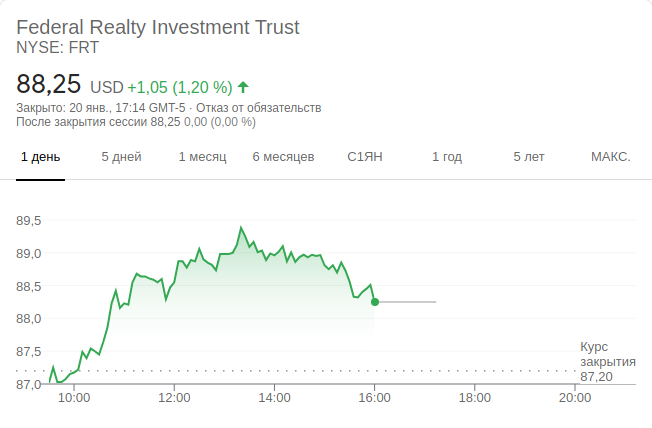 Federal Realty Investment Trust
NYSE: FRT
88,25 USD +1,05 (1,20 %)
Закрыто: 20 янв., 17:14 GMT-5 · Отказ от обязательств
После закрытия сессии 88,25 0,00 (0,00 %)
1 день 5 дней 1 месяц 6 месяцев С1ЯН 1 год 5 лет МАКС.
89,5
89,0
88,5
88,0
87,5
87,0
Курс
закрытия
87,20
10:00 12:00 14:00 16:00 18:00 20:00